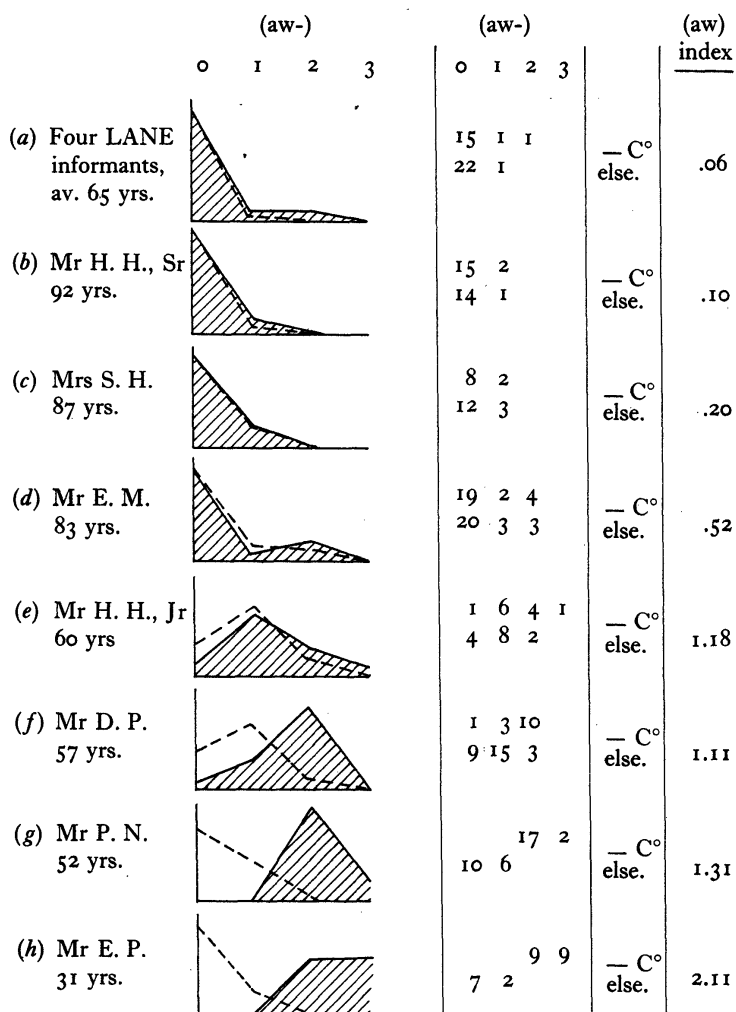 (aw-) (aw-) (aw)
0 1 2 3 0 1 2 3 index
(a) Four LANE 15 1 1 — C°
informants, 22 1 else. .06
av. 65 yrs.
(b) Mr H. H., Sr 15 2 — C°
92 yrs. 14 1 else. .10
(c) Mrs S. H. 8 2 — C°
87 yrs. 12 3 else. .20
(d) Mr E. M. 19 2 4 — C°
83 yrs. 20 3 3 else. .52
(e) Mr H. H., Jr 1 6 4 1 — C°
60 yrs 4 8 2 else. 1.18
(f) Mr D. P. 1 3 10 — C°
57 yrs. 9 15 3 else. 1.11
(g) Mr P. N. 17 2 — C°
52 yrs. 10 6 else. 1.31
(h) Mr E. P. 9 9 — C°
31 yrs. 7 2 else. 2.11